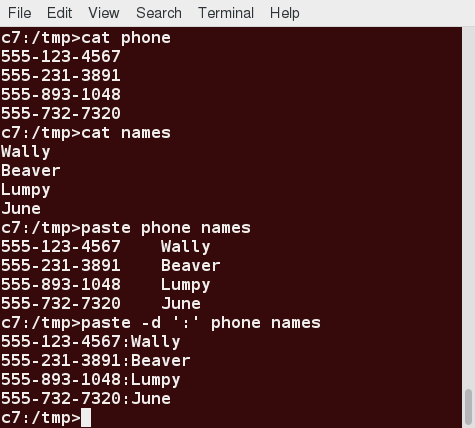 File Edit View Search Terminal Help
c7:/tmp>cat phone
555-123-4567
555-231-3891
555-893-1048
555-732-7320
c7:/tmp>cat names
Wally
Beaver
Lumpy
June
c7:/tmp>paste phone names
555-123-4567    Wally
555-231-3891    Beaver
555-893-1048    Lumpy
555-732-7320    June
c7:/tmp>paste -d ':' phone names
555-123-4567:Wally
555-231-3891:Beaver
555-893-1048:Lumpy
555-732-7320:June
c7:/tmp>